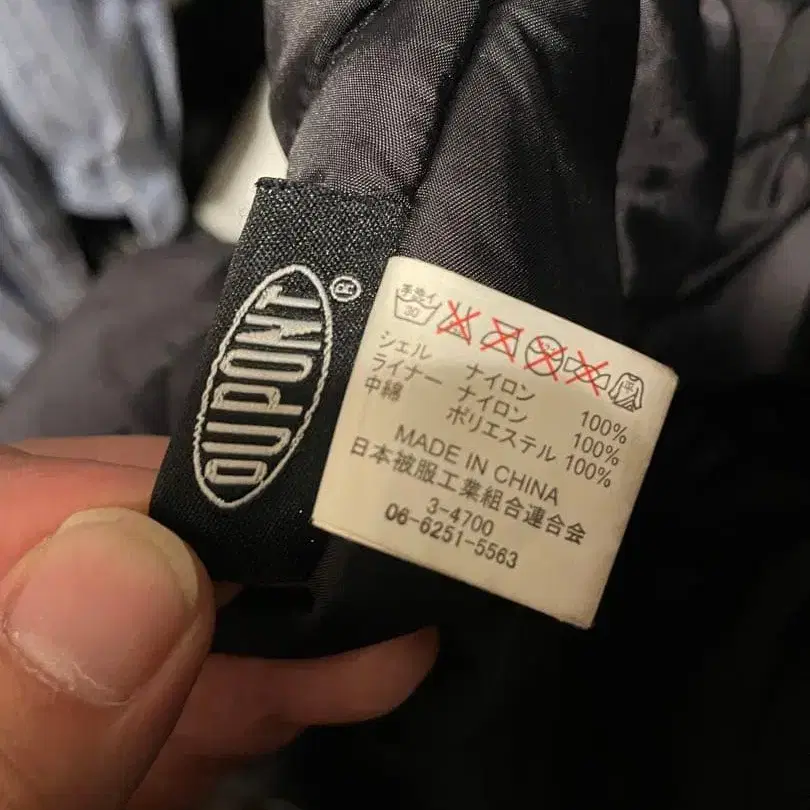 DUPONT®
手洗イ
30
平
シェル ナイロン 100%
ライナー ナイロン 100%
中綿 ポリエステル 100%
MADE IN CHINA
日本被服工業組合連合会
3-4700
06-6251-5563